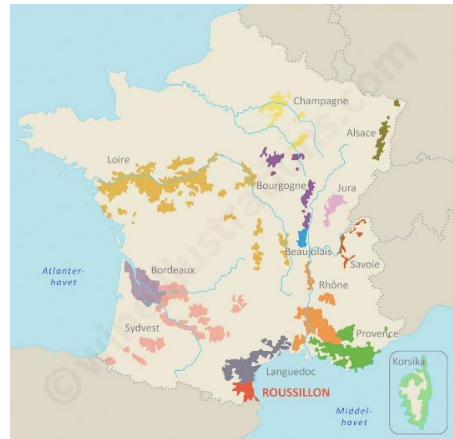 Champagne
Alsace
Loire
Bourgogne
Jura
Beaujolais
Savoie
Atlanter-
havet
Bordeaux
Rhône
Sydvest
Provence
Korsika
Languedoc
ROUSSILLON
Middel-
havet